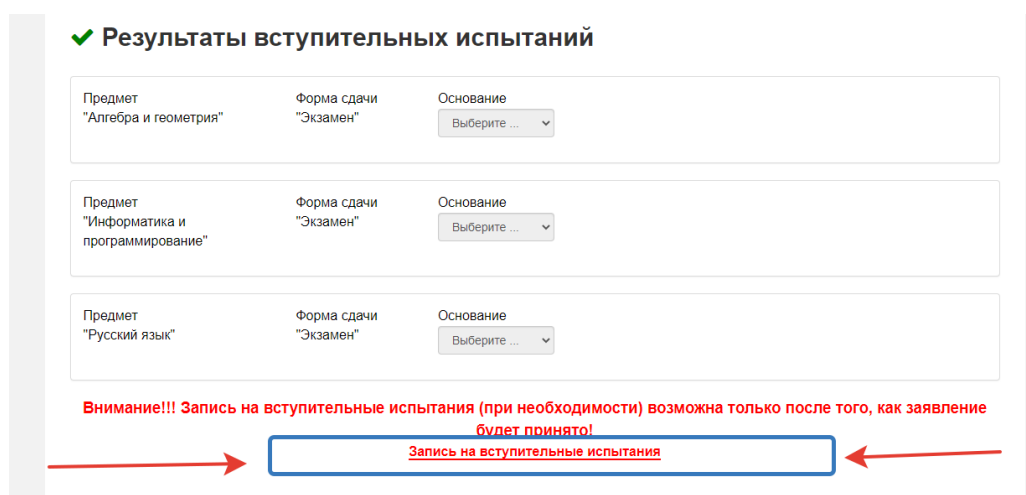 Результаты вступительных испытаний
Предмет Форма сдачи Основание
"Алгебра и геометрия" "Экзамен" Выберите ...
Предмет Форма сдачи Основание
"Информатика и "Экзамен" Выберите ...
программирование"
Предмет Форма сдачи Основание
"Русский язык" "Экзамен" Выберите ...
Внимание!!! Запись на вступительные испытания (при необходимости) возможна только после того, как заявление
будет принято!
Запись на вступительные испытания